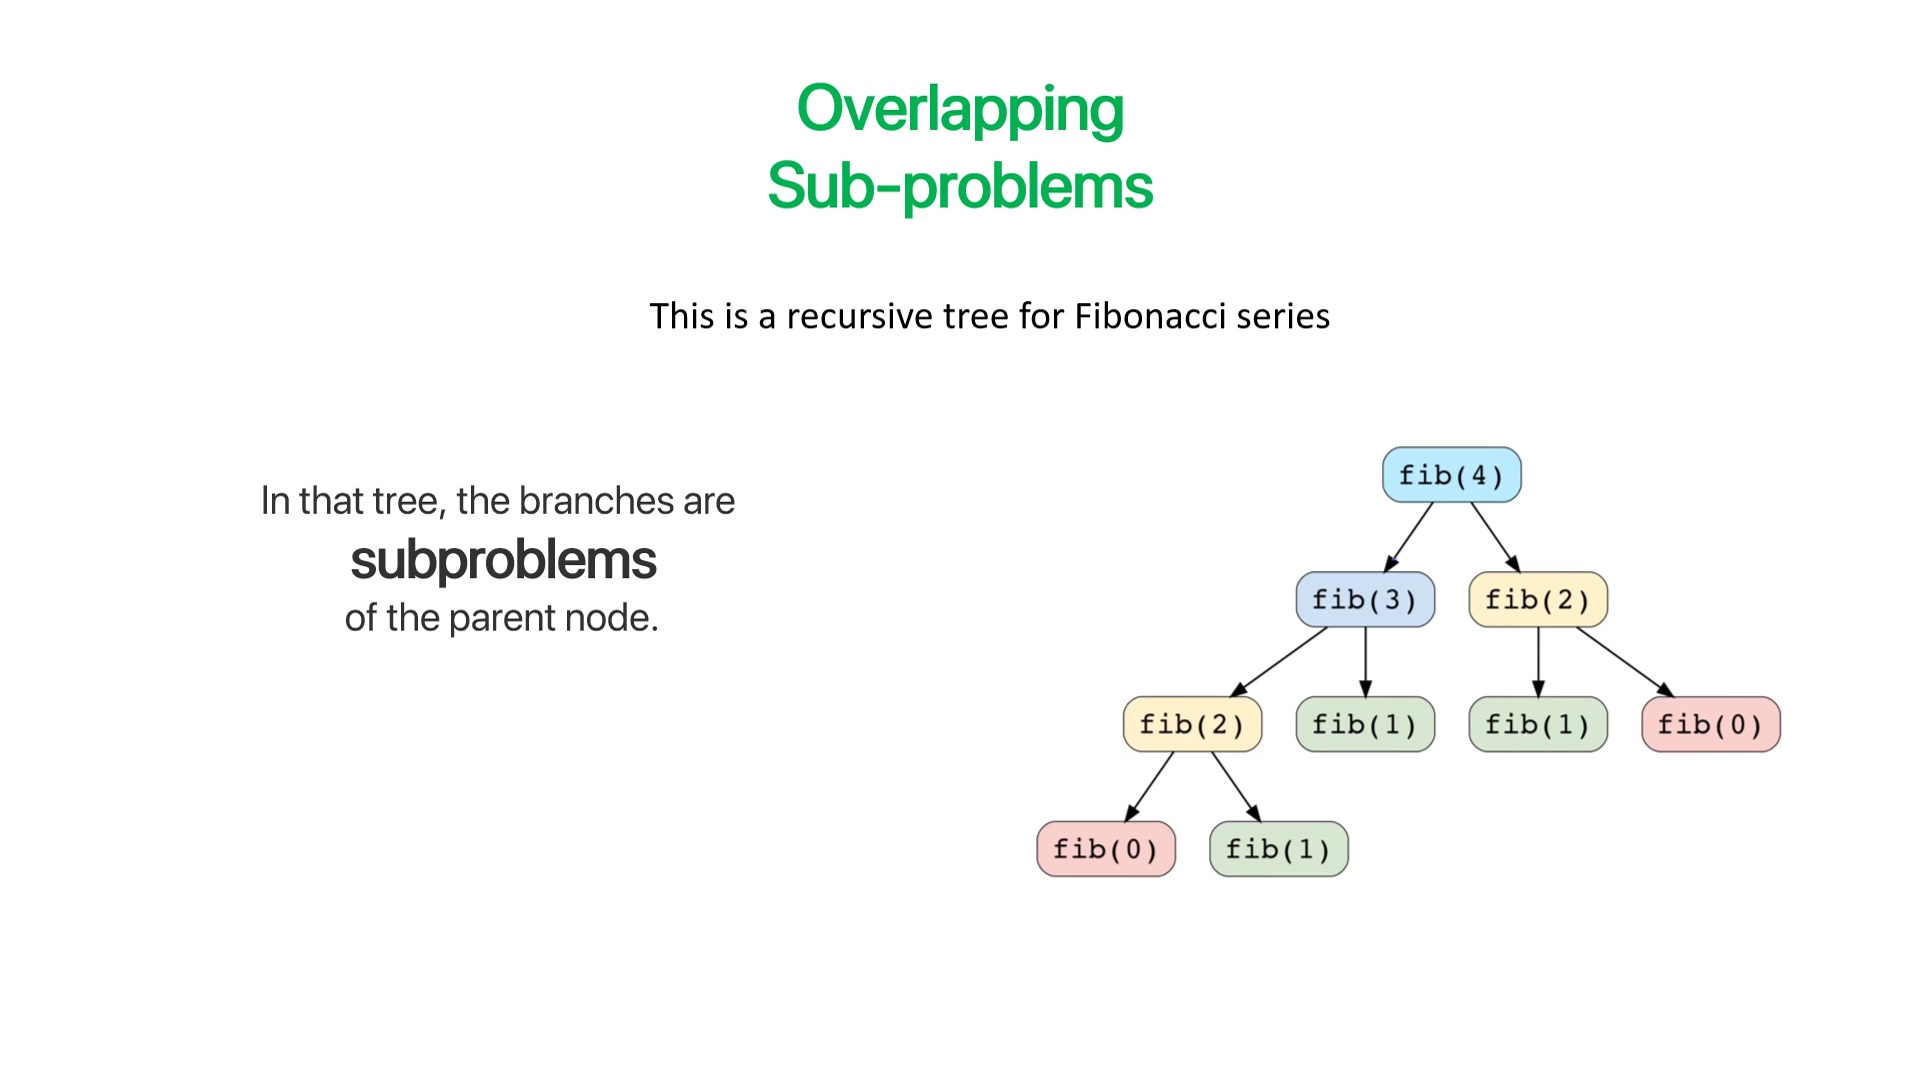 Overlapping
Sub-problems
This is a recursive tree for Fibonacci series
In that tree, the branches are
subproblems
of the parent node.
fib(4)
fib(3) fib(2)
fib(2) fib(1) fib(1) fib(0)
fib(0) fib(1)